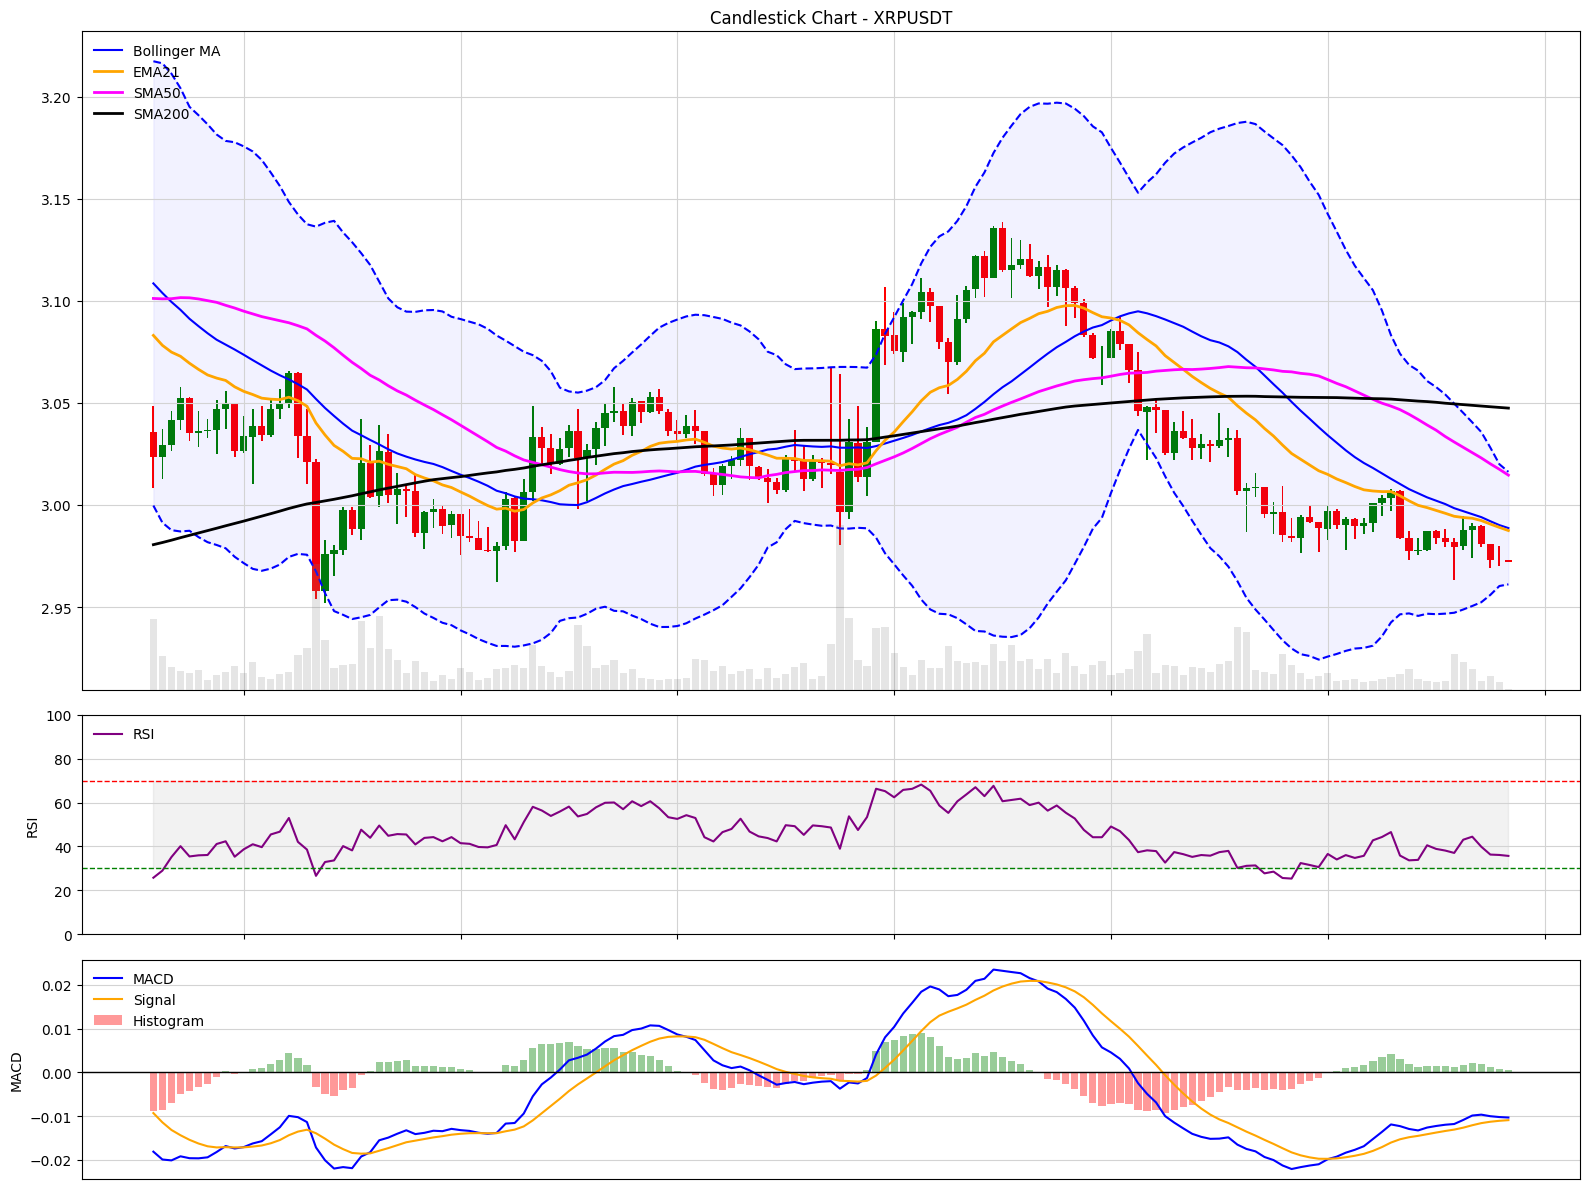 Candlestick Chart - XRPUSDT
Bollinger MA
EMA21
SMA50
SMA200
3.20
3.15
3.10
3.05
3.00
2.95
RSI
100
80
60
40
20
0
RSI
MACD
Signal
Histogram
0.02
0.01
0.00
−0.01
−0.02
MACD